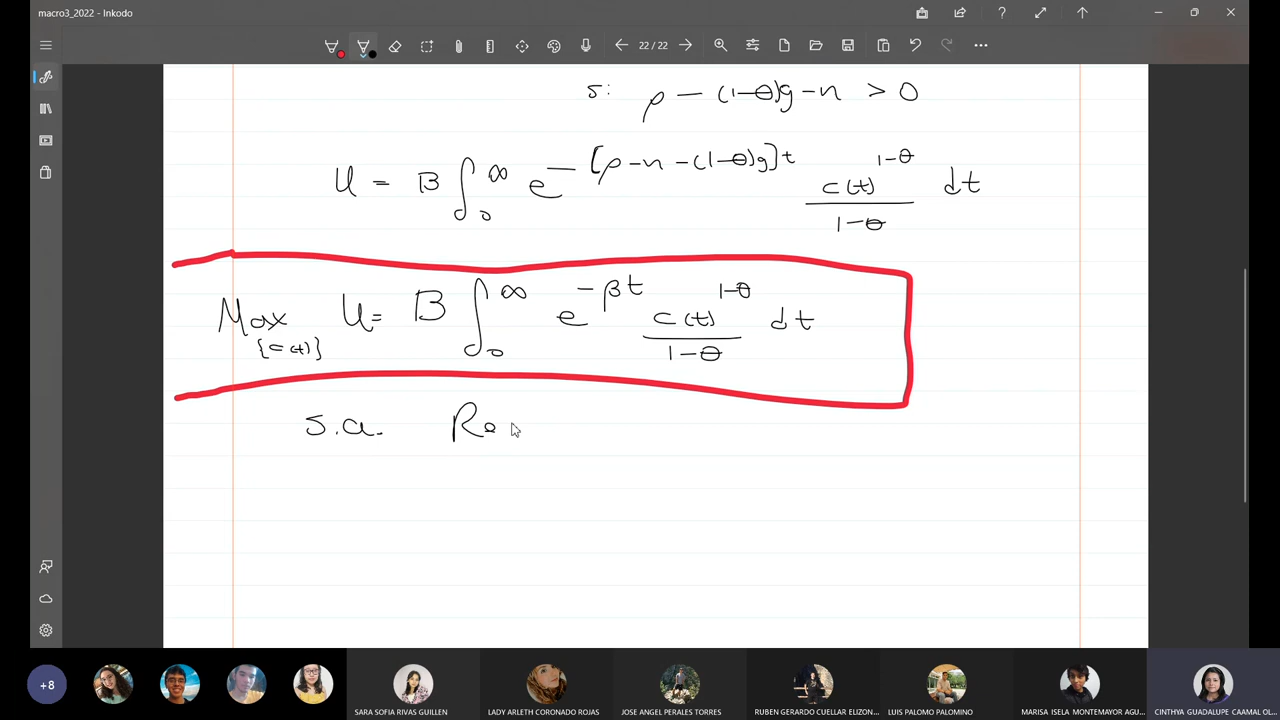 macro3_2022 - Inkodo
22 / 22
s: ρ - (1-θ)g - n > 0
U = B ∫₀^∞ e^{-[ρ-n-(1-θ)g]t} c(t)^{1-θ} / 1-θ dt
Max {c(t)} U = B ∫₀^∞ e^{-βt} c(t)^{1-θ} / 1-θ dt
s.a. Re
+8
SARA SOFIA RIVAS GUILLEN
LADY ARLETH CORONADO ROJAS
JOSE ANGEL PERALES TORRES
RUBEN GERARDO CUELLAR ELIZON...
LUIS PALOMO PALOMINO
MARISA ISELA MONTEMAYOR AGU...
CINTHYA GUADALUPE CAAMAL OL...